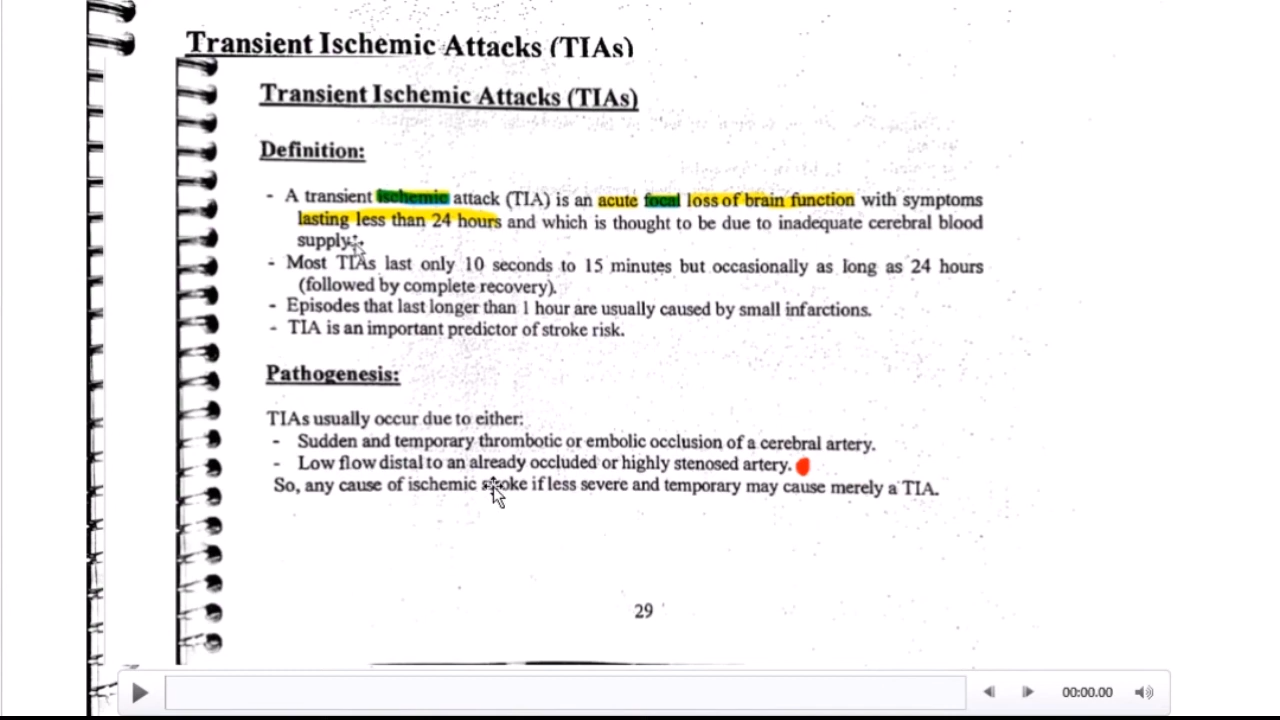 Transient Ischemic Attacks (TIAs)
Transient Ischemic Attacks (TIAs)
Definition:
- A transient ischemic attack (TIA) is an acute focal loss of brain function with symptoms
lasting less than 24 hours and which is thought to be due to inadequate cerebral blood
supply.
- Most TIAs last only 10 seconds to 15 minutes but occasionally as long as 24 hours
(followed by complete recovery).
- Episodes that last longer than 1 hour are usually caused by small infarctions.
- TIA is an important predictor of stroke risk.
Pathogenesis:
TIAs usually occur due to either:
- Sudden and temporary thrombotic or embolic occlusion of a cerebral artery.
- Low flow distal to an already occluded or highly stenosed artery.
So, any cause of ischemic stroke if less severe and temporary may cause merely a TIA.
29
00:00.00